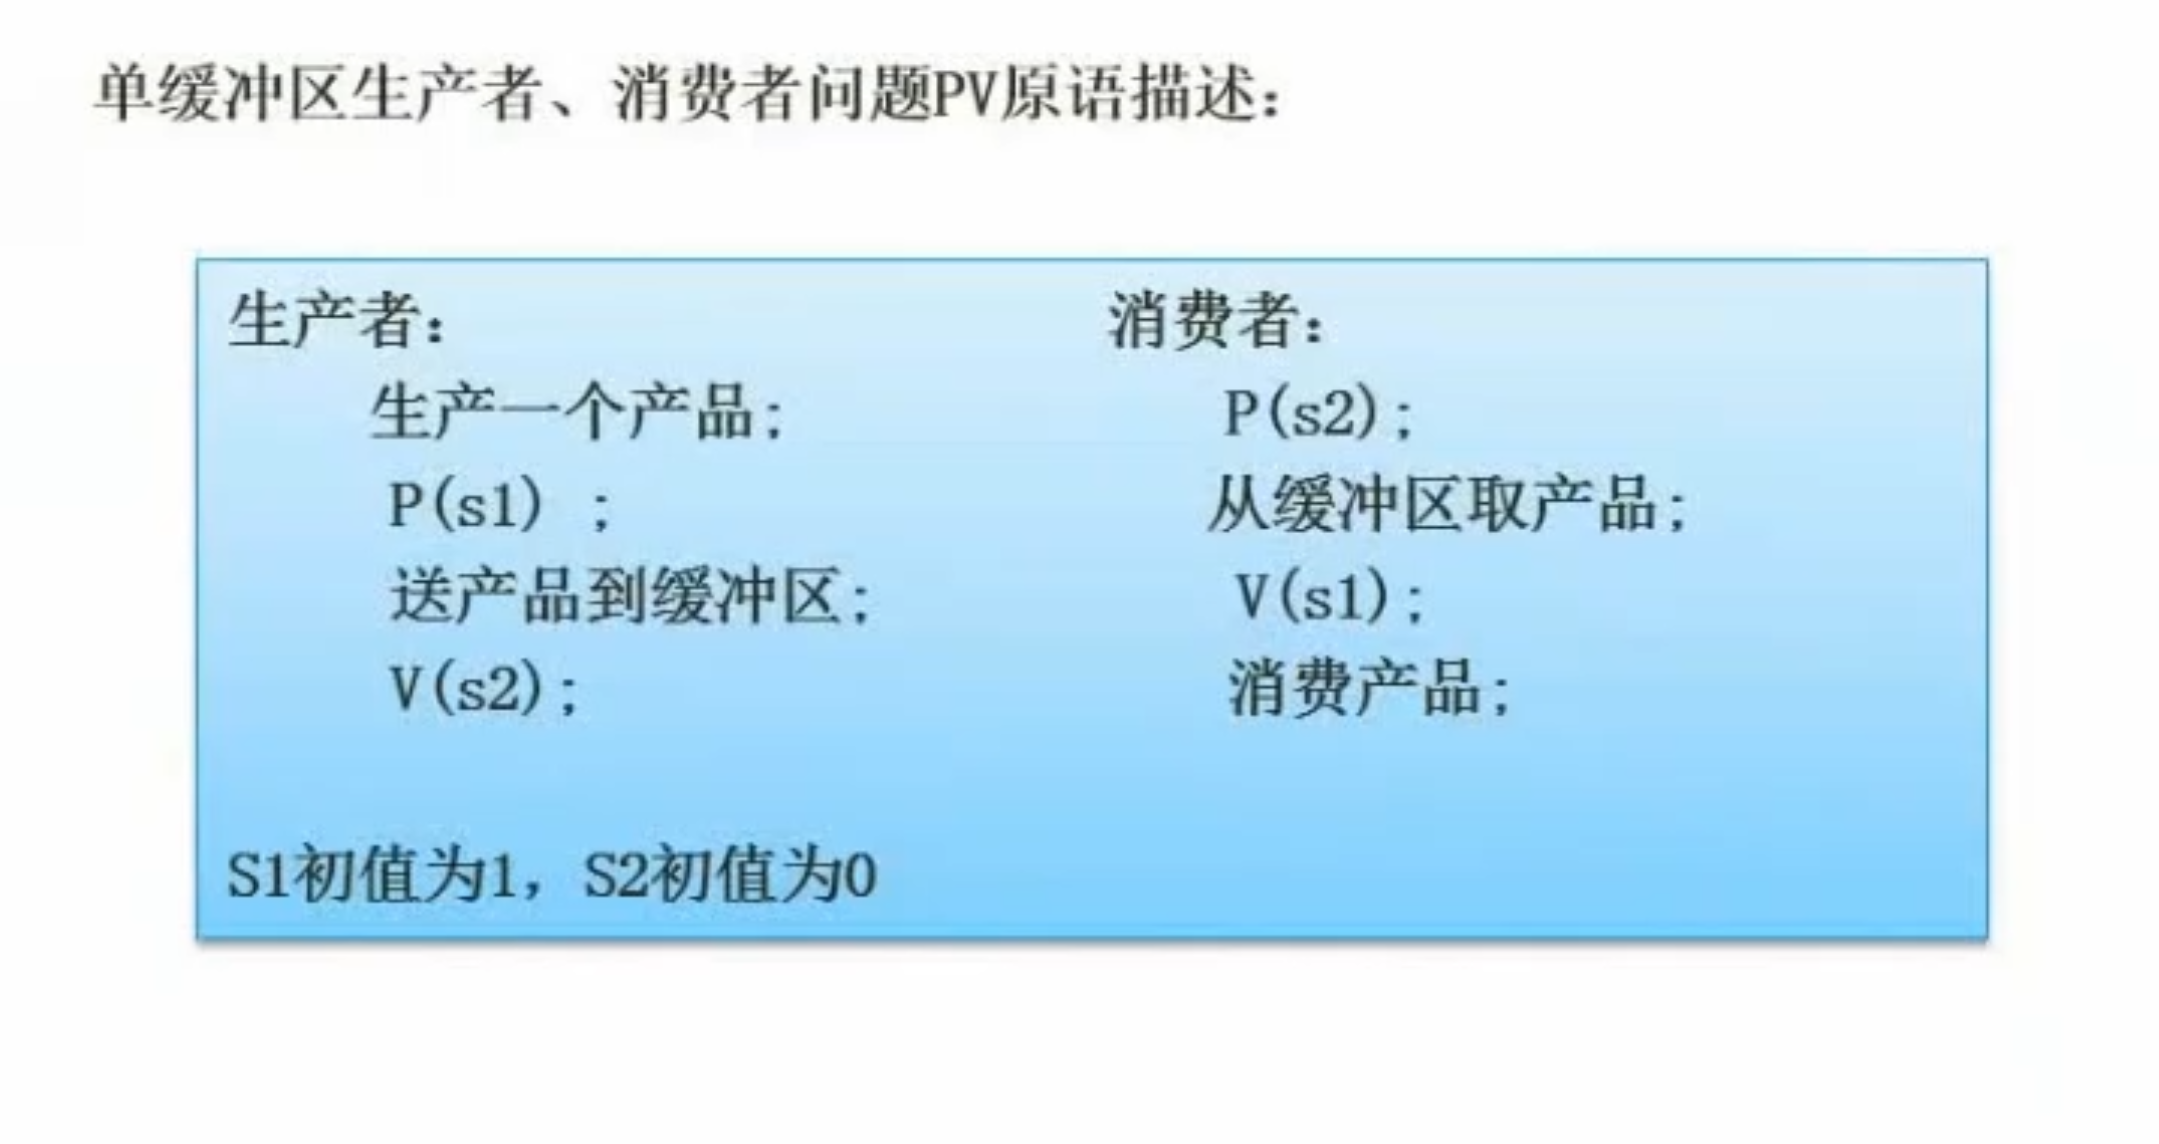 单缓冲区生产者、消费者问题PV原语描述:
生产者:
生产一个产品;
P(s1) ;
送产品到缓冲区;
V(s2);
消费者:
P(s2);
从缓冲区取产品;
V(s1);
消费产品;
S1初值为1, S2初值为0